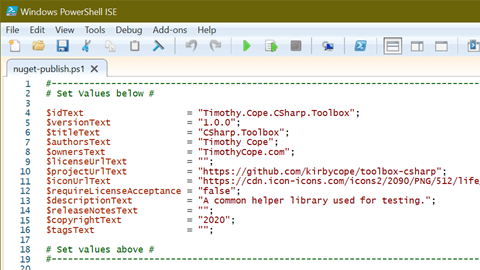 Windows PowerShell ISE
File Edit View Tools Debug Add-ons Help
nuget-publish.ps1
1 #------------------------------------------------------------------------
2 # Set Values below #
3
4 $idText = "Timothy.Cope.CSharp.Toolbox";
5 $versionText = "1.0.0";
6 $titleText = "CSharp.Toolbox";
7 $authorsText = "Timothy Cope";
8 $ownersText = "TimothyCope.com";
9 $licenseUrlText = "";
10 $projectUrlText = "https://github.com/kirbycope/toolbox-csharp";
11 $iconUrlText = "https://cdn.icon-icons.com/icons2/2090/PNG/512/life
12 $requireLicenseAcceptance = "false";
13 $descriptionText = "A common helper library used for testing.";
14 $releaseNotesText = "";
15 $copyrightText = "2020";
16 $tagsText = "";
17
18 # Set values above #
19 #------------------------------------------------------------------------